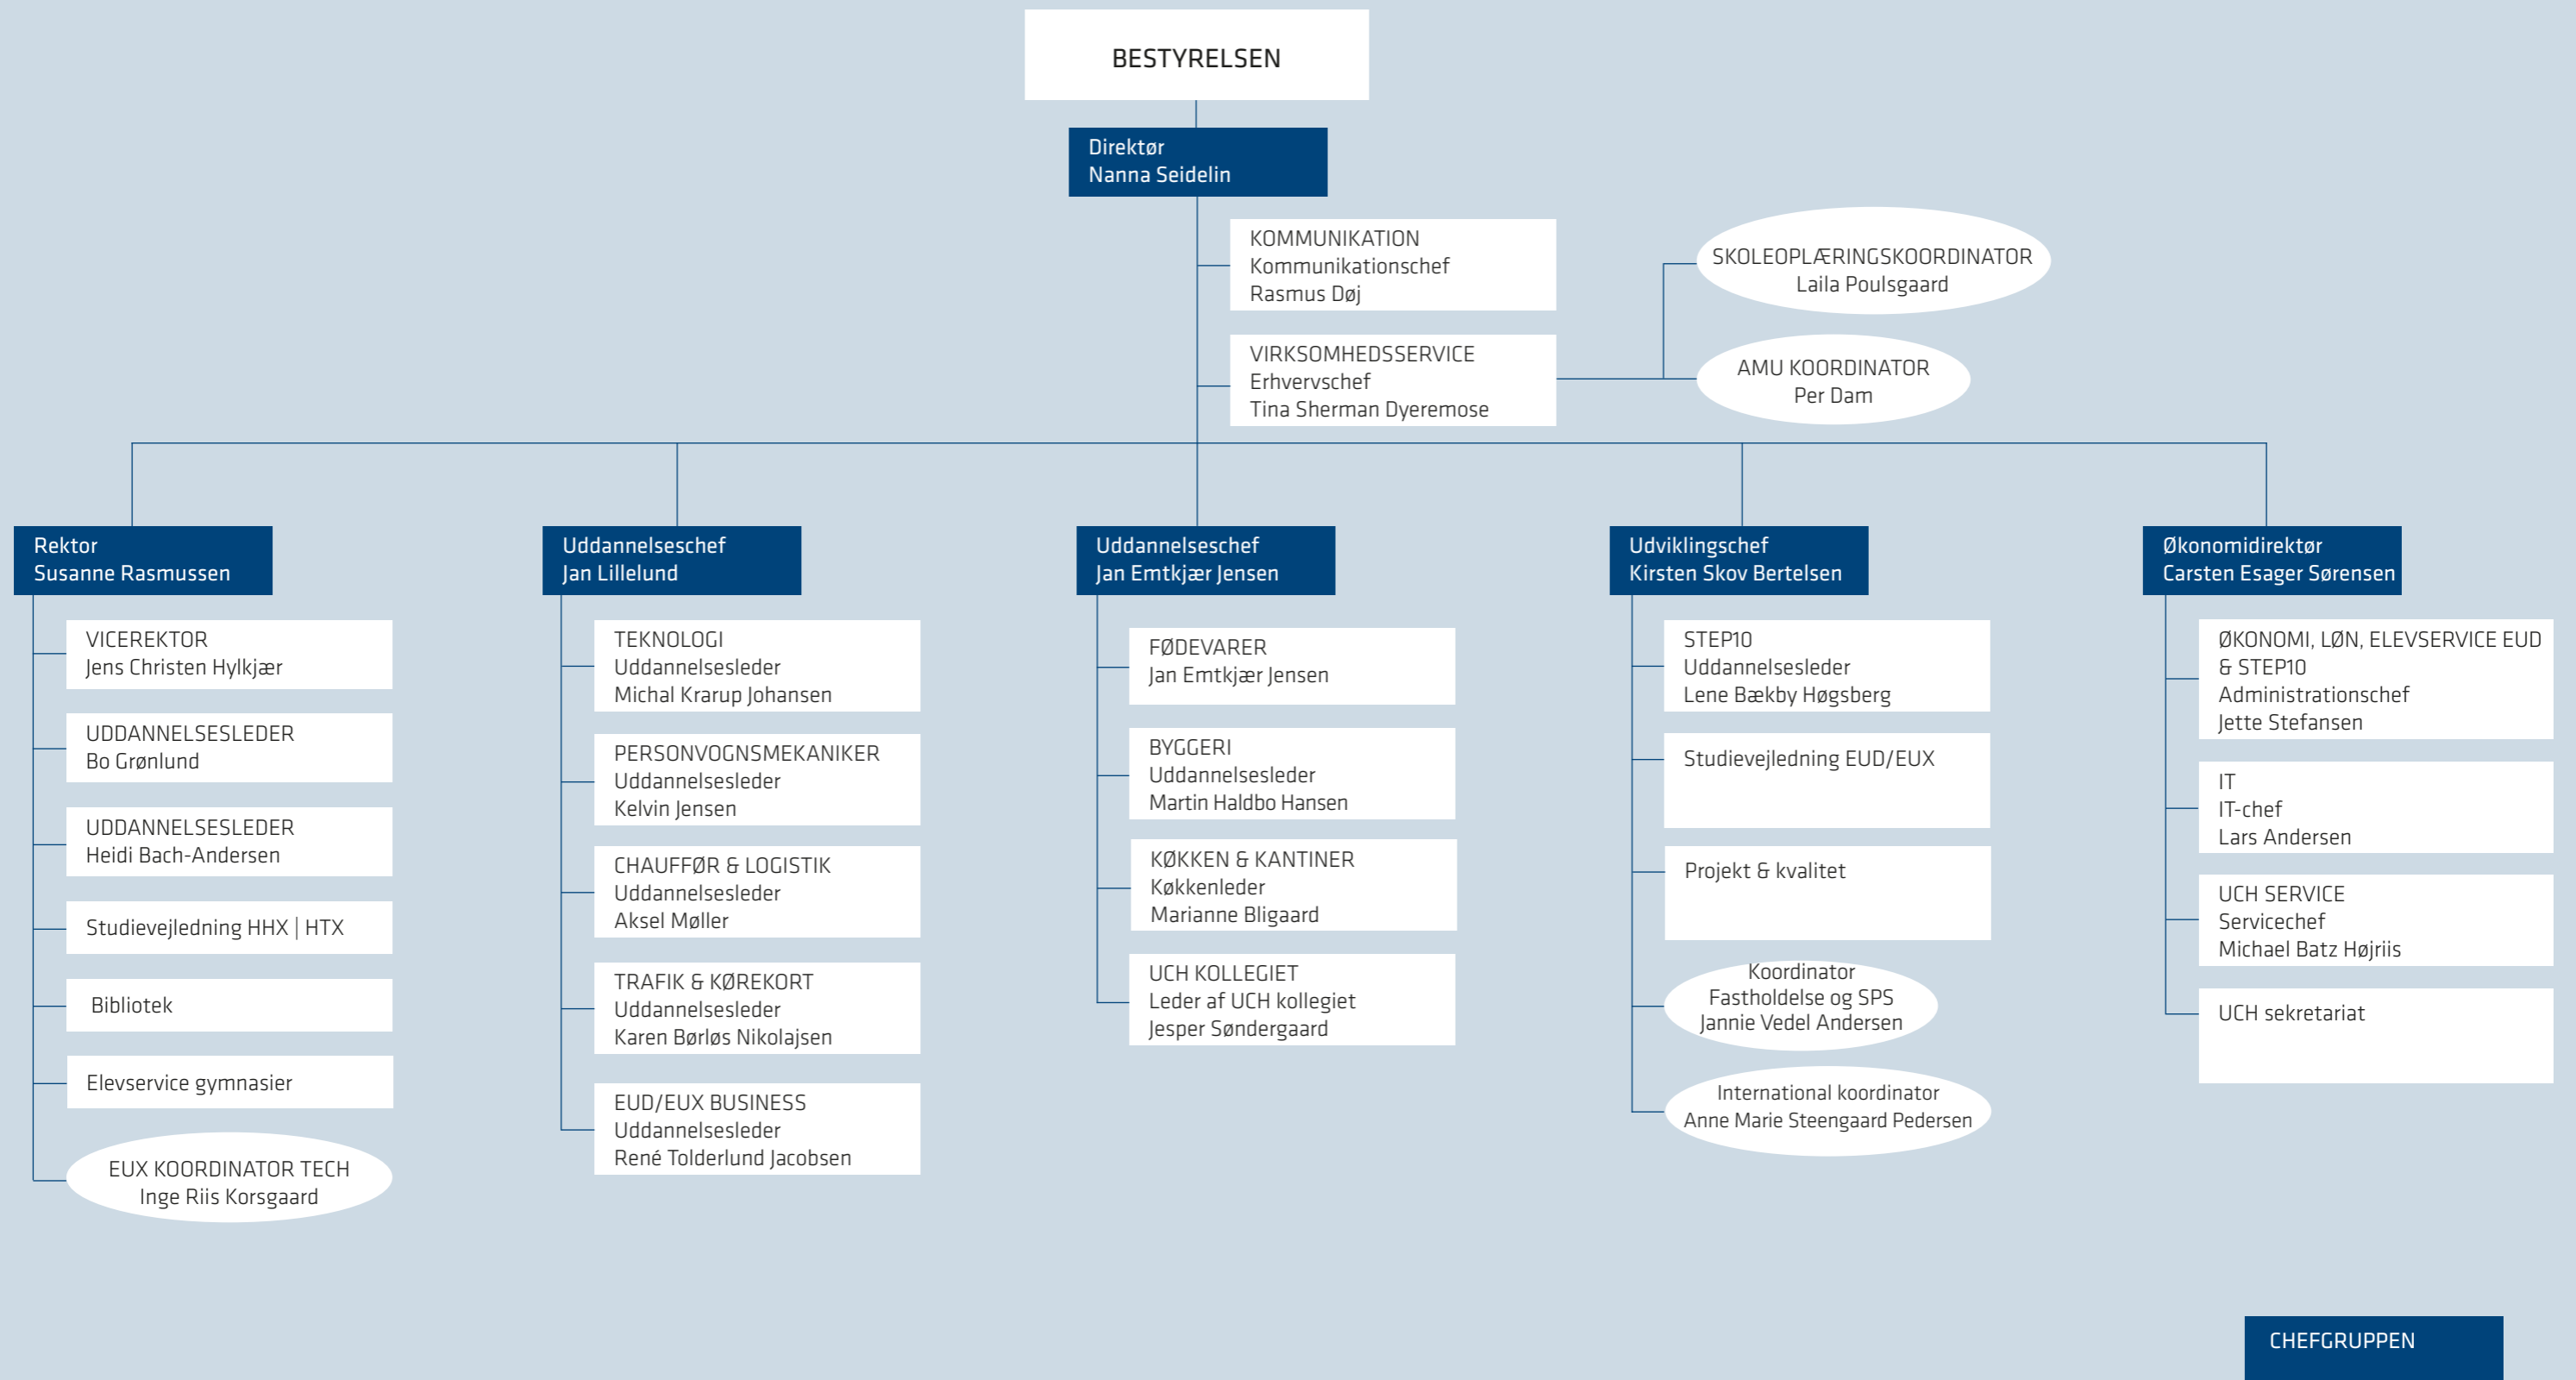 BESTYRELSEN
Direktør
Nanna Seidelin
KOMMUNIKATION
Kommunikationschef
Rasmus Døj
VIRKSOMHEDSSERVICE
Erhvervschef
Tina Sherman Dyeremose
SKOLEOPLÆRINGSKOORDINATOR
Laila Poulsgaard
AMU KOORDINATOR
Per Dam
Rektor
Susanne Rasmussen
VICEREKTOR
Jens Christen Hylkjær
UDDANNELSESLEDER
Bo Grønlund
UDDANNELSESLEDER
Heidi Bach-Andersen
Studievejledning HHX | HTX
Bibliotek
Elevservice gymnasier
EUX KOORDINATOR TECH
Inge Riis Korsgaard
Uddannelseschef
Jan Lillelund
TEKNOLOGI
Uddannelsesleder
Michal Krarup Johansen
PERSONVOGNSMEKANIKER
Uddannelsesleder
Kelvin Jensen
CHAUFFØR & LOGISTIK
Uddannelsesleder
Aksel Møller
TRAFIK & KØREKORT
Uddannelsesleder
Karen Børløs Nikolajsen
EUD/EUX BUSINESS
Uddannelsesleder
René Tolderlund Jacobsen
Uddannelseschef
Jan Emtkjær Jensen
FØDEVARER
Jan Emtkjær Jensen
BYGGERI
Uddannelsesleder
Martin Haldbo Hansen
KØKKEN & KANTINER
Køkkenleder
Marianne Bligaard
UCH KOLLEGIET
Leder af UCH kollegiet
Jesper Søndergaard
Udviklingschef
Kirsten Skov Bertelsen
STEP10
Uddannelsesleder
Lene Bækby Høgsberg
Studievejledning EUD/EUX
Projekt & kvalitet
Koordinator
Fastholdelse og SPS
Jannie Vedel Andersen
International koordinator
Anne Marie Steengaard Pedersen
Økonomidirektør
Carsten Esager Sørensen
ØKONOMI, LØN, ELEVSERVICE EUD
& STEP10
Administrationschef
Jette Stefansen
IT
IT-chef
Lars Andersen
UCH SERVICE
Servicechef
Michael Batz Højriis
UCH sekretariat
CHEFGRUPPEN